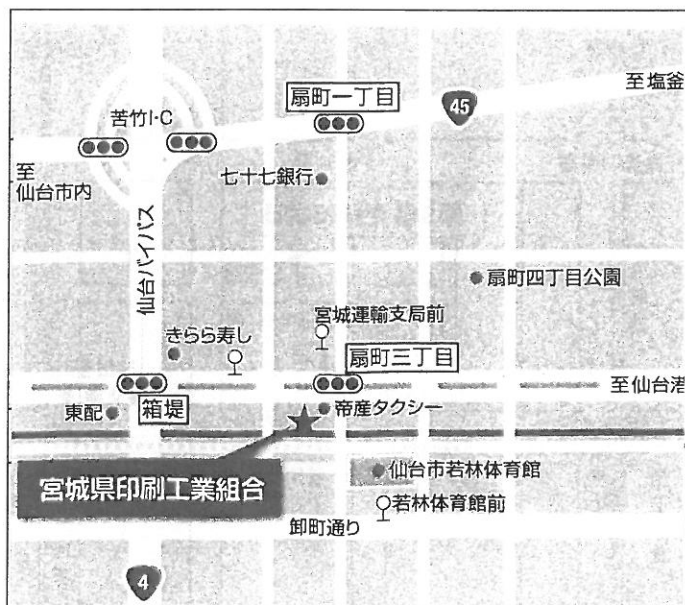 扇町一丁目
至塩釜
45
苦竹I・C
至
仙台市内
七十七銀行
仙台バイパス
扇町四丁目公園
宮城運輸支局前
きらら寿し
扇町三丁目
至仙台港
箱堤
東配
帝産タクシー
宮城県印刷工業組合
仙台市若林体育館
若林体育館前
卸町通り
4